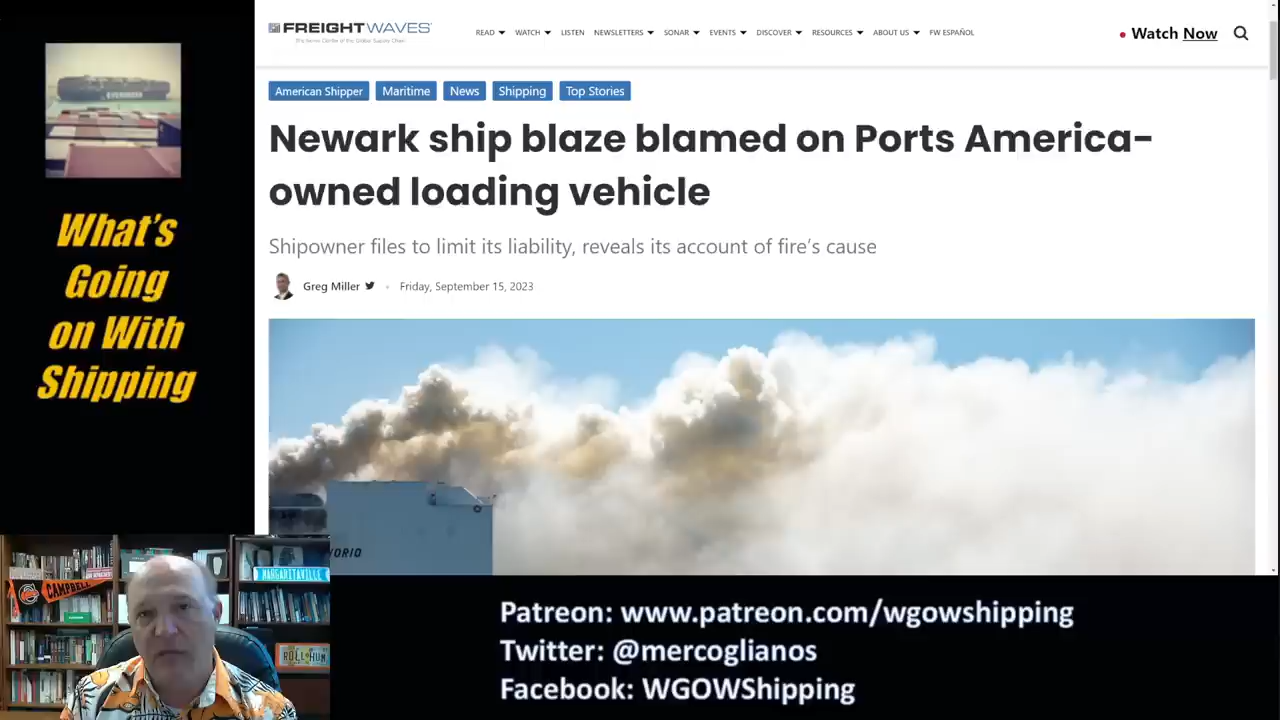 FREIGHTWAVES
READ
WATCH
LISTEN
NEWSLETTERS
SONAR
EVENTS
DISCOVER
RESOURCES
ABOUT US
FW ESPAÑOL
Watch Now
American Shipper
Maritime
News
Shipping
Top Stories
Newark ship blaze blamed on Ports America-
owned loading vehicle
Shipowner files to limit its liability, reveals its account of fire's cause
Greg Miller
Friday, September 15, 2023
What's
Going
on With
Shipping
CAMPBELL
MARGARITAVILLE
Patreon: www.patreon.com/wgowshipping
Twitter: @mercoglianos
Facebook: WGOWShipping